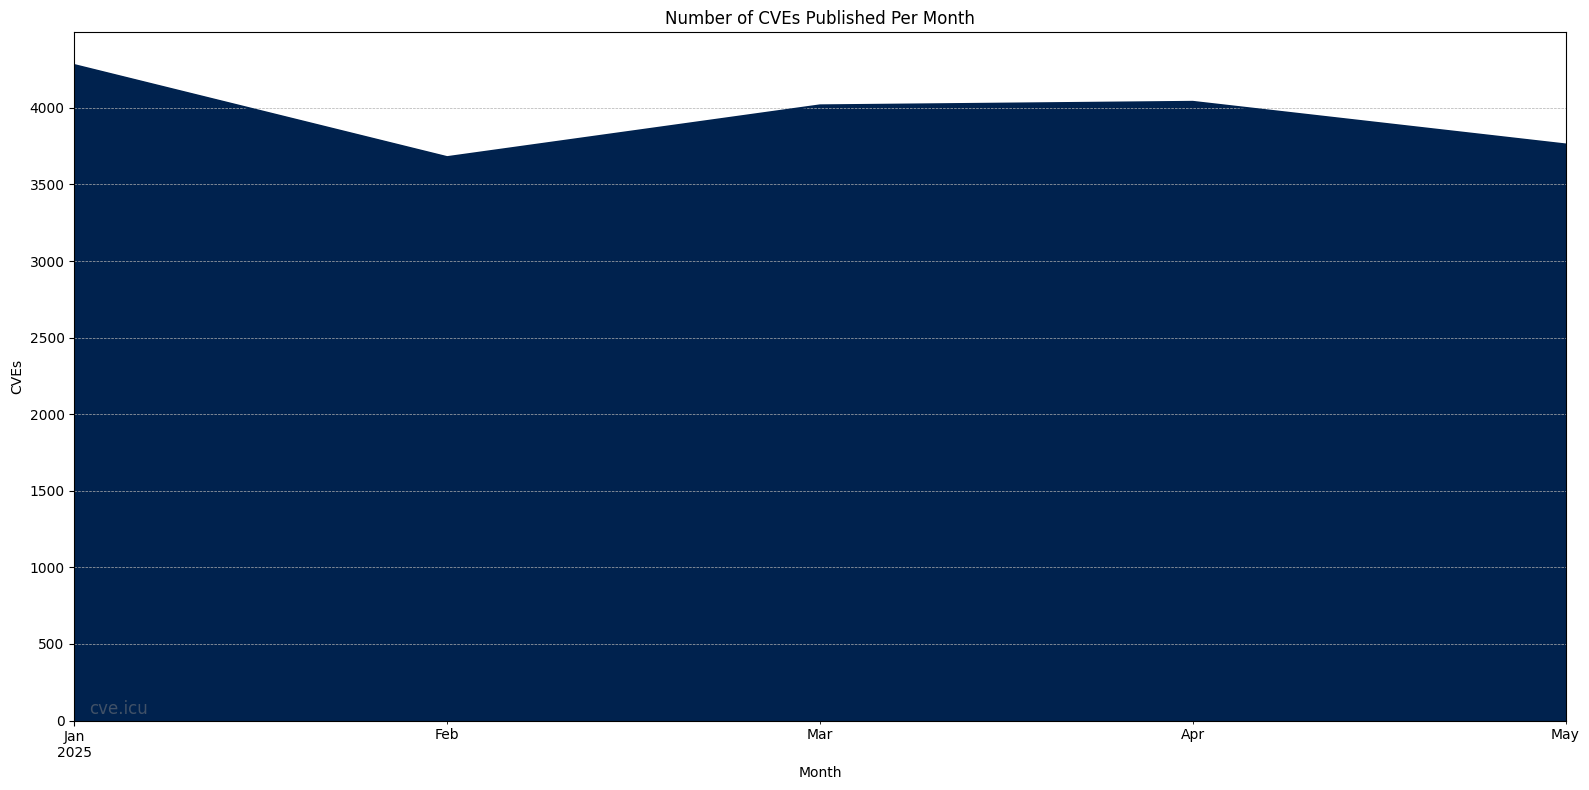 Number of CVEs Published Per Month
CVEs
4000
3500
3000
2500
2000
1500
1000
500
0
cve.icu
Jan Feb Mar Apr May
2025
Month